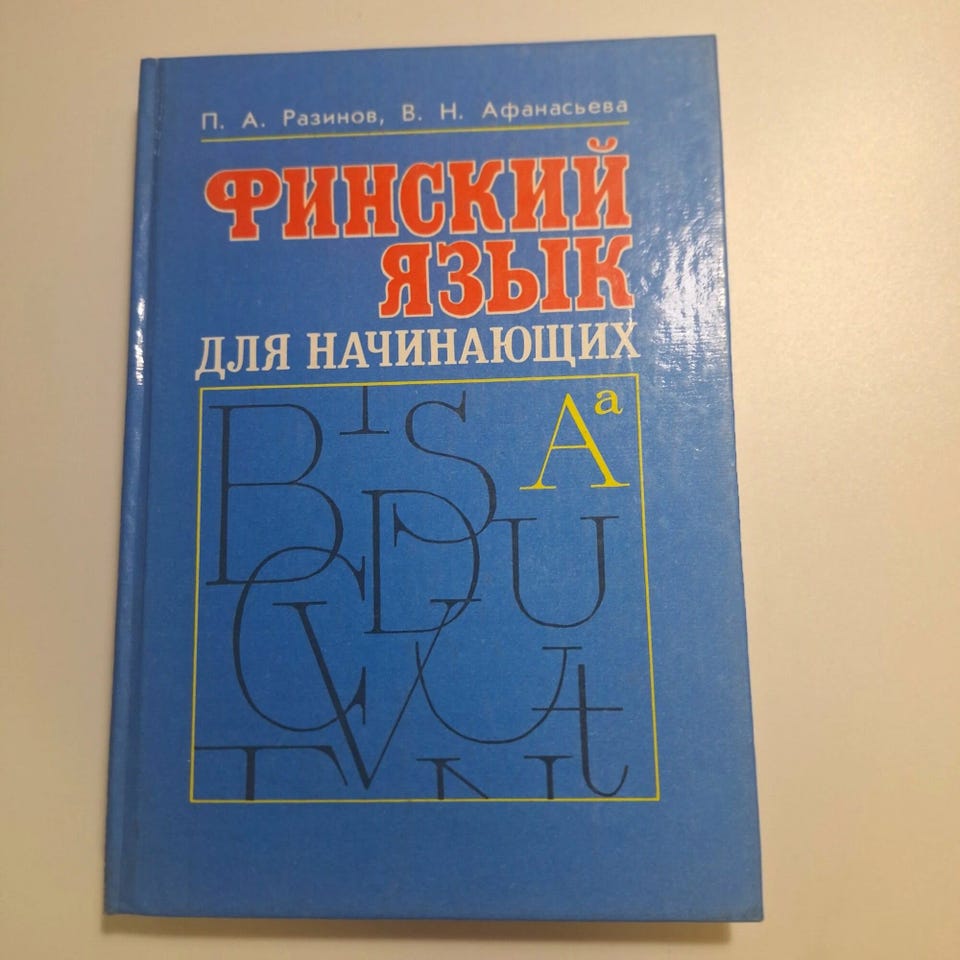 П. А. Разинов, В. Н. Афанасьева
ФИНСКИЙ
ЯЗЫК
ДЛЯ НАЧИНАЮЩИХ
B I S A a
D U
C V U t
T V N